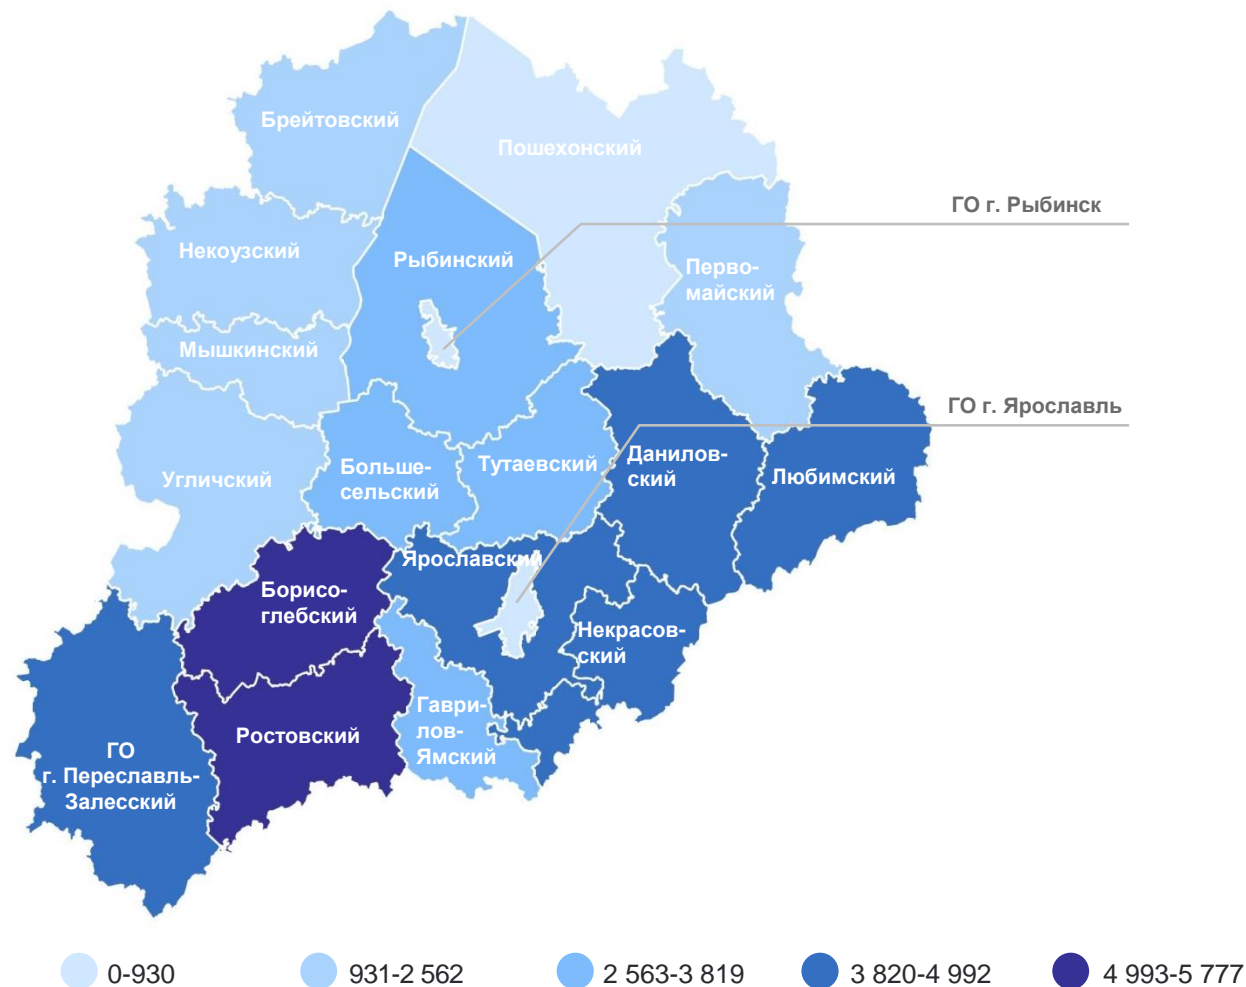 Брейтовский
Пошехонский
ГО г. Рыбинск
Некоузский
Рыбинский
Перво-
майский
Мышкинский
ГО г. Ярославль
Угличский
Больше-
сельский
Тутаевский
Данилов-
ский
Любимский
Ярославский
Борисо-
глебский
Некрасов-
ский
Ростовский
Гаври-
лов-
Ямский
ГО
г. Переславль-
Залесский
0-930
931-2 562
2 563-3 819
3 820-4 992
4 993-5 777